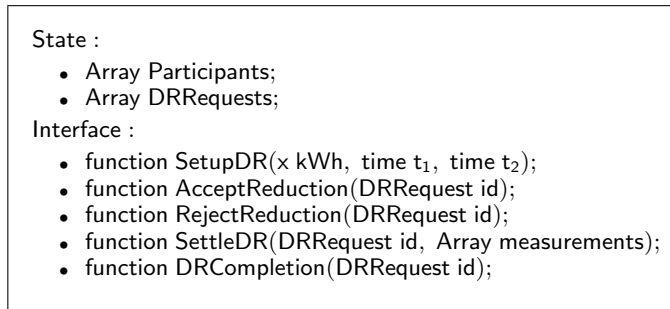 State :
• Array Participants;
• Array DRRequests;
Interface :
• function SetupDR(x kWh, time t₁, time t₂);
• function AcceptReduction(DRRequest id);
• function RejectReduction(DRRequest id);
• function SettleDR(DRRequest id, Array measurements);
• function DRCompletion(DRRequest id);